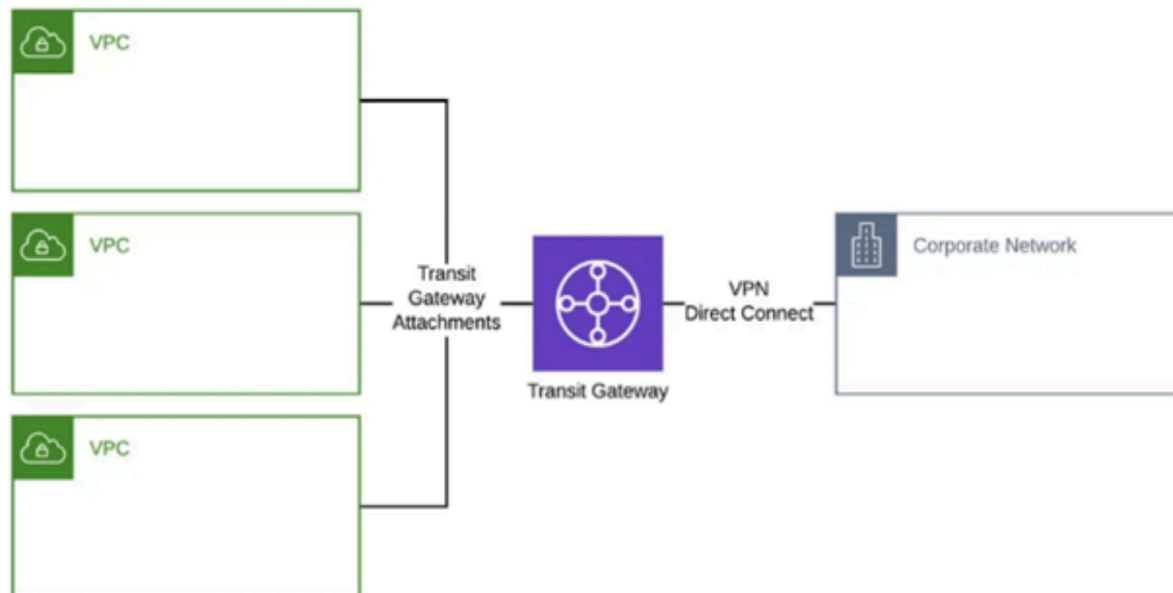 VPC
VPC
VPC
Transit
Gateway
Attachments
Transit Gateway
VPN
Direct Connect
Corporate Network